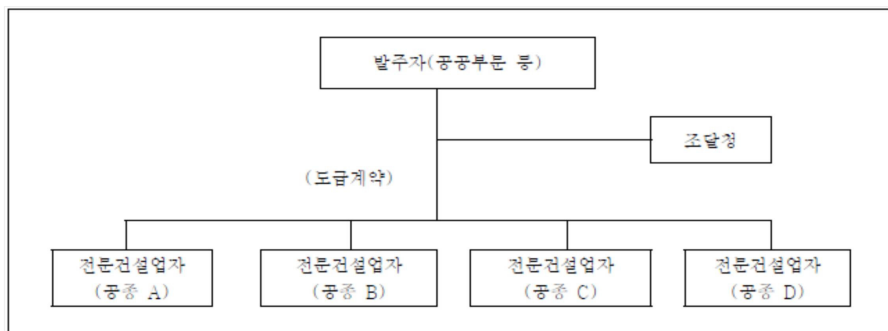 발주자(공공부문 등)
조달청
(도급계약)
전문건설업자
(공종 A)
전문건설업자
(공종 B)
전문건설업자
(공종 C)
전문건설업자
(공종 D)